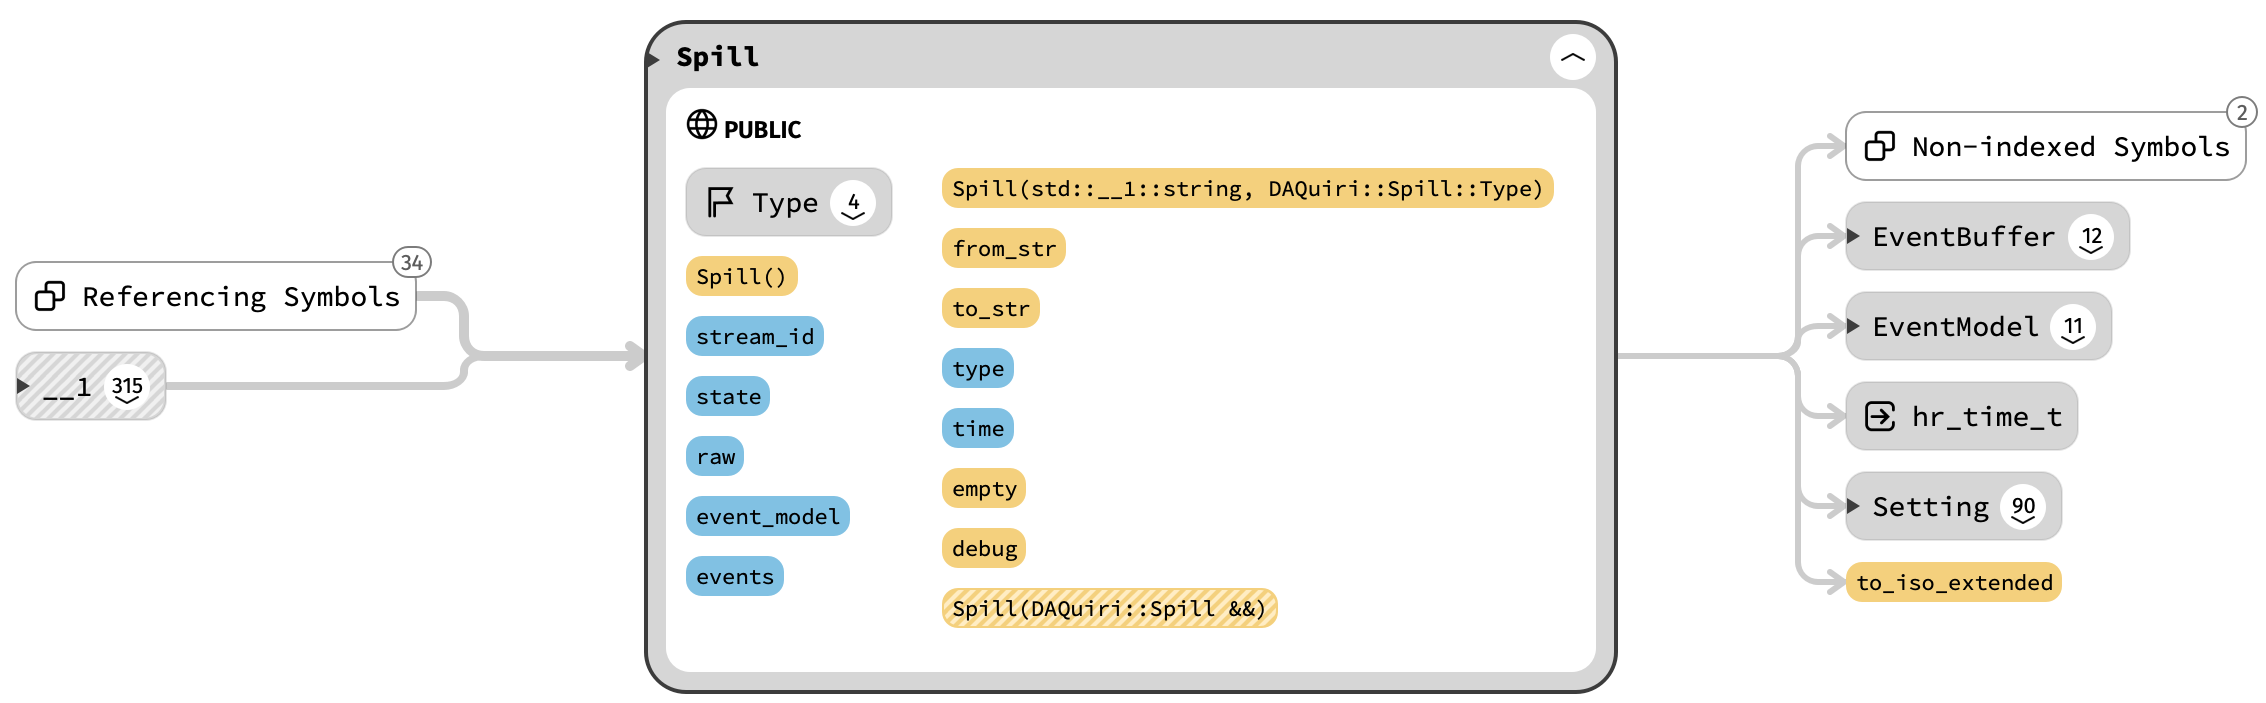 Referencing Symbols
34
__1
315
Spill
PUBLIC
Type
4
Spill()
stream_id
state
raw
event_model
events
Spill(std::__1::string, DAQuiri::Spill::Type)
from_str
to_str
type
time
empty
debug
Spill(DAQuiri::Spill &&)
Non-indexed Symbols
2
EventBuffer
12
EventModel
11
hr_time_t
Setting
90
to_iso_extended